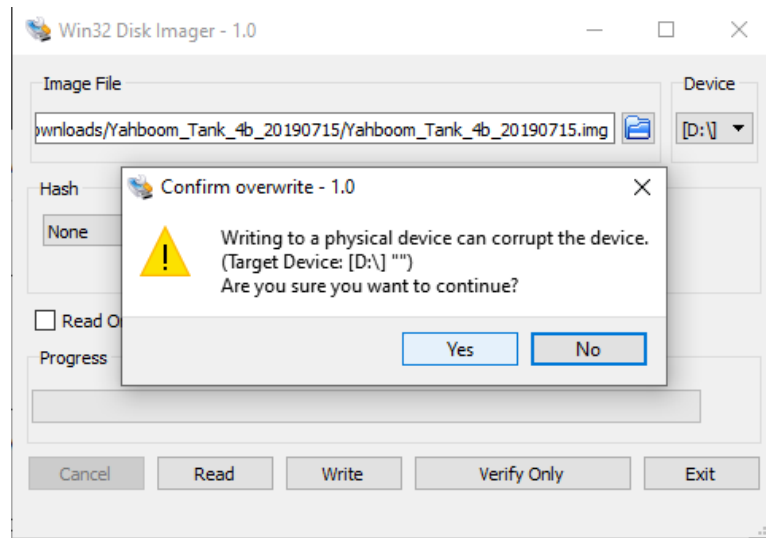 Win32 Disk Imager - 1.0
Image File
Device
ownloads/Yahboom_Tank_4b_20190715/Yahboom_Tank_4b_20190715.img
[D:\]
Hash
Confirm overwrite - 1.0
None
Writing to a physical device can corrupt the device.
(Target Device: [D:\] "")
Are you sure you want to continue?
Read O
Yes
No
Progress
Cancel
Read
Write
Verify Only
Exit